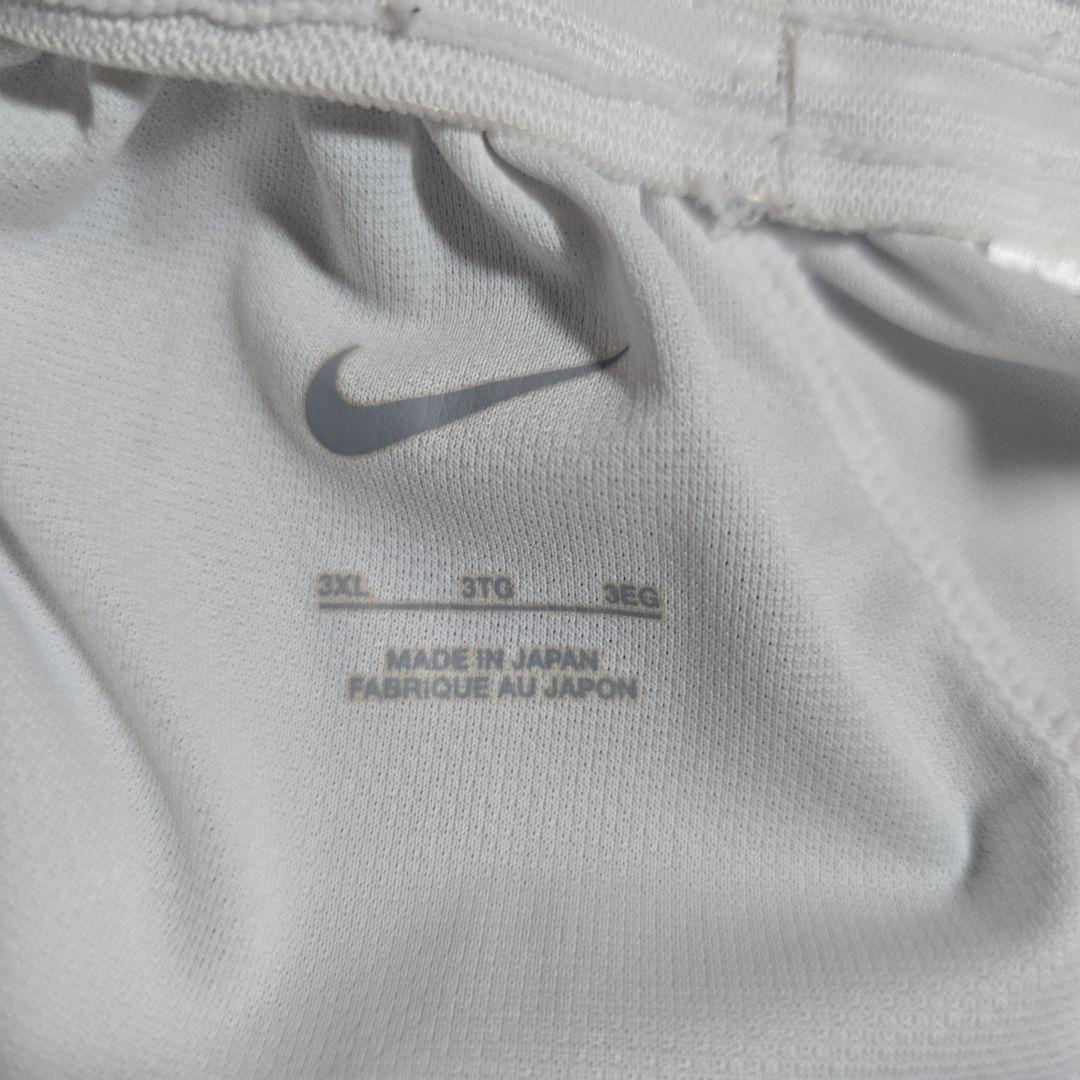 3XL 3TG 3EG
MADE IN JAPAN
FABRIQUE AU JAPON